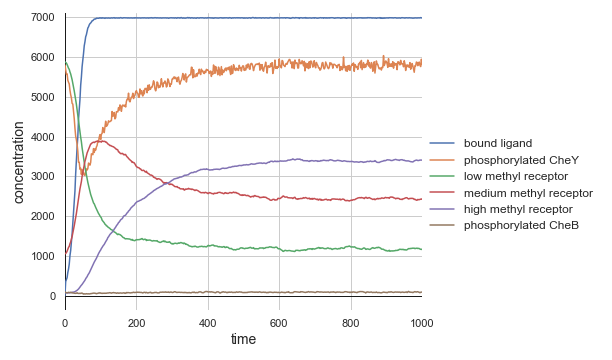 7000
6000
5000
4000
3000
2000
1000
0
concentration
0 200 400 600 800 1000
time
bound ligand
phosphorylated CheY
low methyl receptor
medium methyl receptor
high methyl receptor
phosphorylated CheB